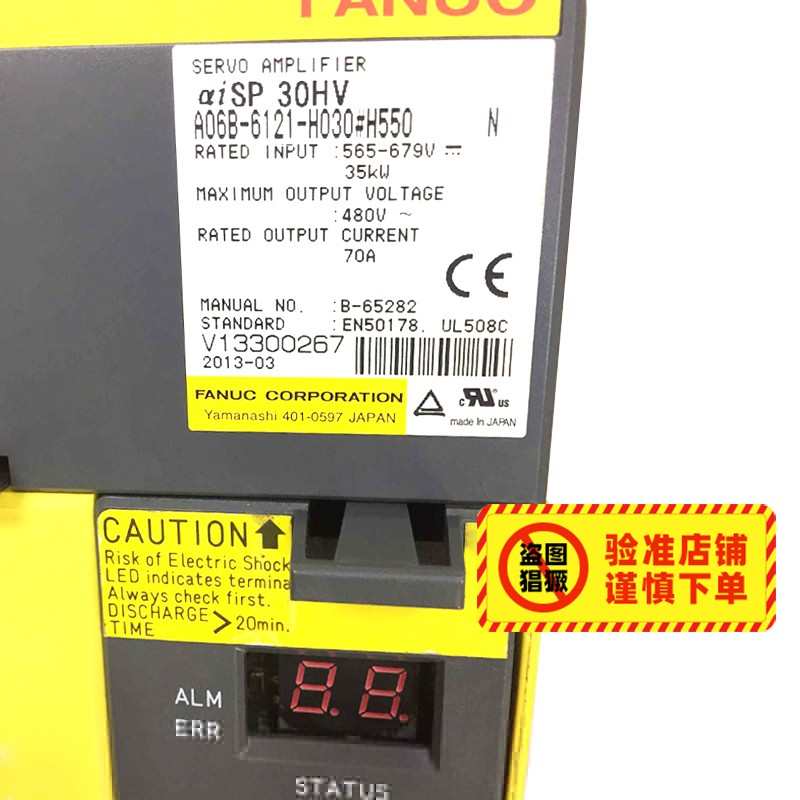 FANUC
SERVO AMPLIFIER
αiSP 30HV
A06B-6121-H030#H550 N
RATED INPUT :565-679V ⎓
35kW
MAXIMUM OUTPUT VOLTAGE
:480V ~
RATED OUTPUT CURRENT
70A
MANUAL NO. :B-65282
STANDARD :EN50178. UL508C
V13300267
2013-03
CE
FANUC CORPORATION
Yamanashi 401-0597 JAPAN
c RU us
made in JAPAN
CAUTION
Risk of Electric Shock
LED indicates termina
Always check first.
DISCHARGE
TIME > 20min.
盗图
猖獗
验准店铺
谨慎下单
8.8.
ALM
ERR
STATUS